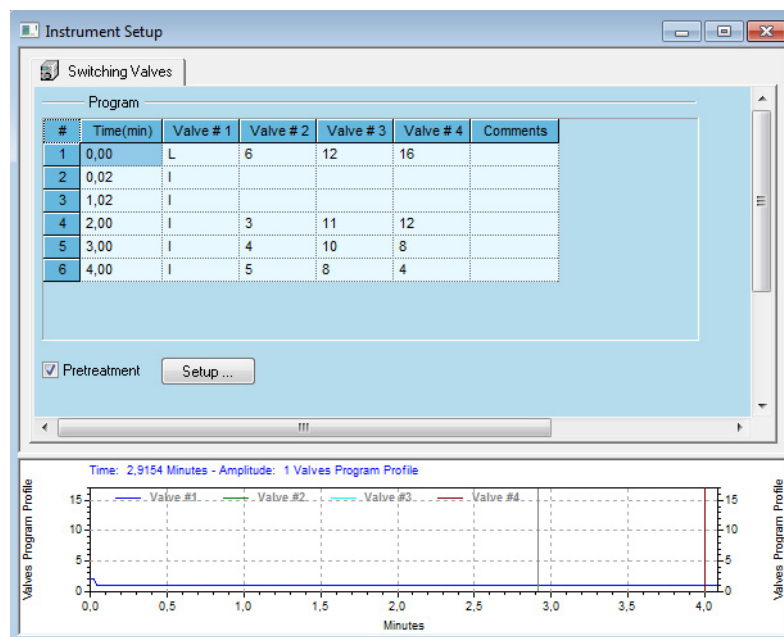 Instrument Setup
Switching Valves
Program
# Time(min) Valve # 1 Valve # 2 Valve # 3 Valve # 4 Comments
1 0,00 L 6 12 16
2 0,02 I
3 1,02 I
4 2,00 I 3 11 12
5 3,00 I 4 10 8
6 4,00 I 5 8 4
Pretreatment Setup ...
Time: 2,9154 Minutes - Amplitude: 1 Valves Program Profile
Valve #1 Valve #2 Valve #3 Valve #4
Valves Program Profile
15 15
10 10
5 5
0 0
Valves Program Profile
0,0 0,5 1,0 1,5 2,0 2,5 3,0 3,5 4,0
Minutes